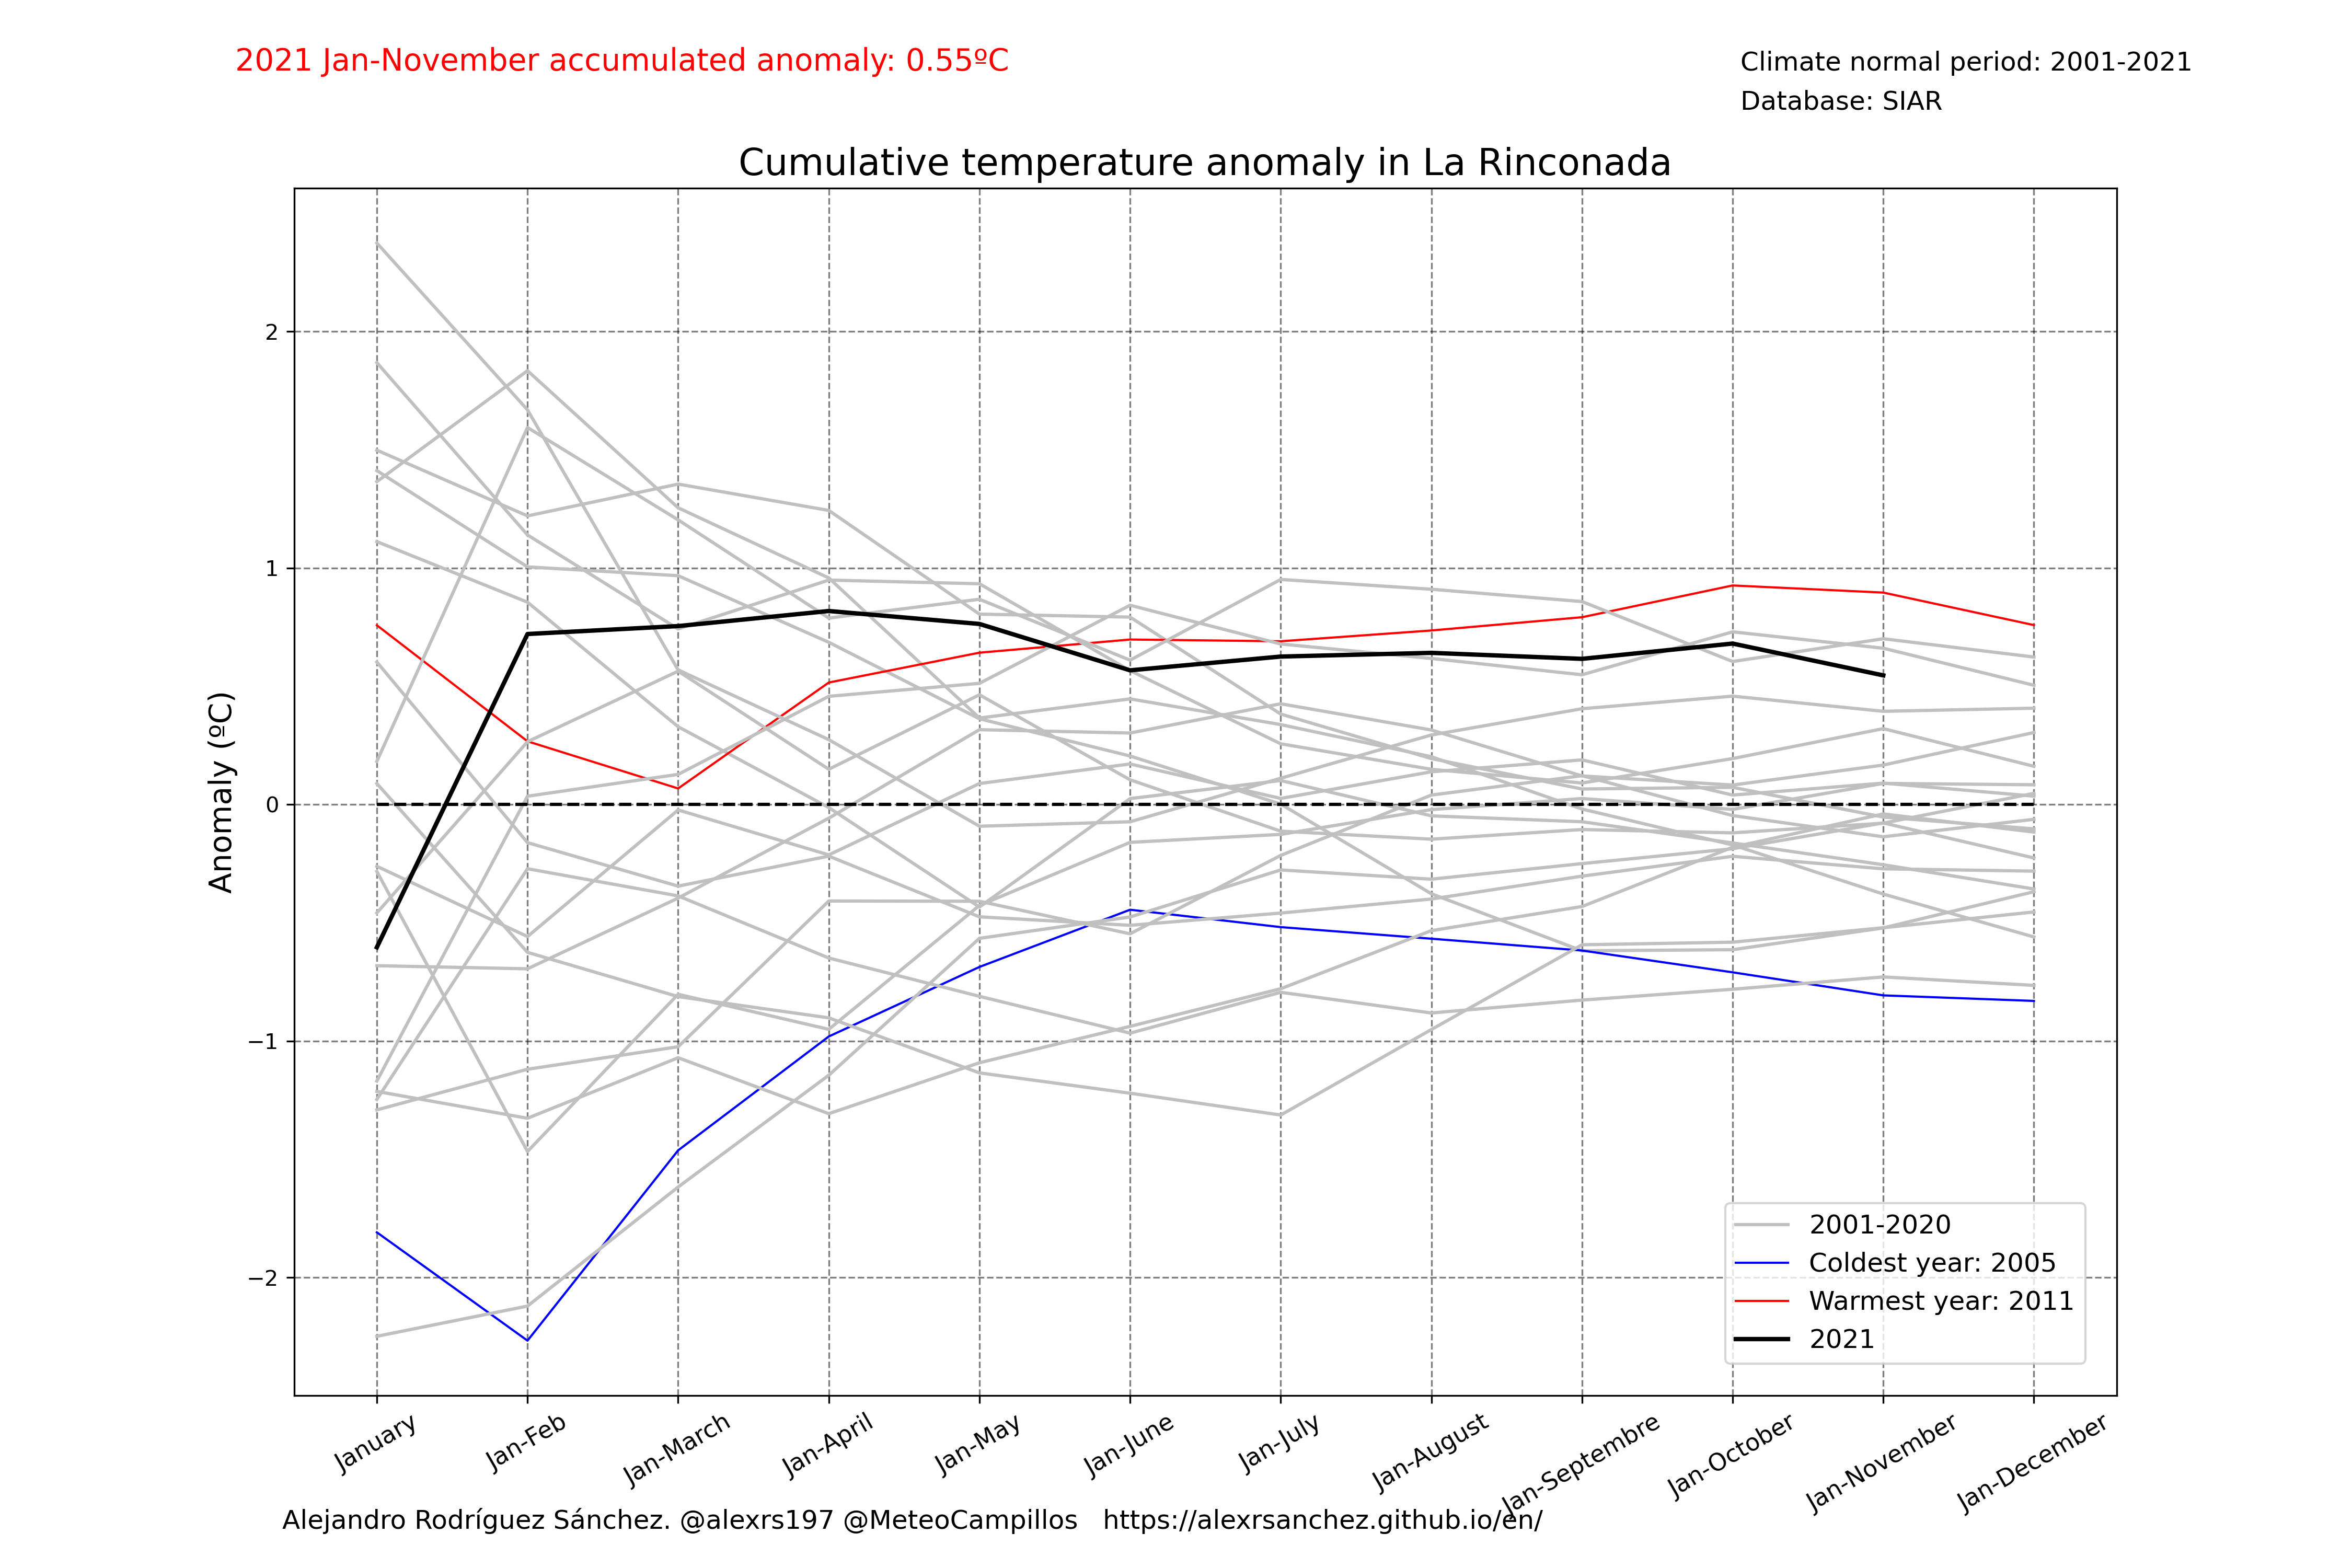 2021 Jan-November accumulated anomaly: 0.55ºC
Climate normal period: 2001-2021
Database: SIAR
Cumulative temperature anomaly in La Rinconada
Anomaly (ºC)
2
1
0
−1
−2
2001-2020
Coldest year: 2005
Warmest year: 2011
2021
January
Jan-Feb
Jan-March
Jan-April
Jan-May
Jan-June
Jan-July
Jan-August
Jan-Septembre
Jan-October
Jan-November
Jan-December
Alejandro Rodríguez Sánchez. @alexrs197 @MeteoCampillos   https://alexrsanchez.github.io/en/